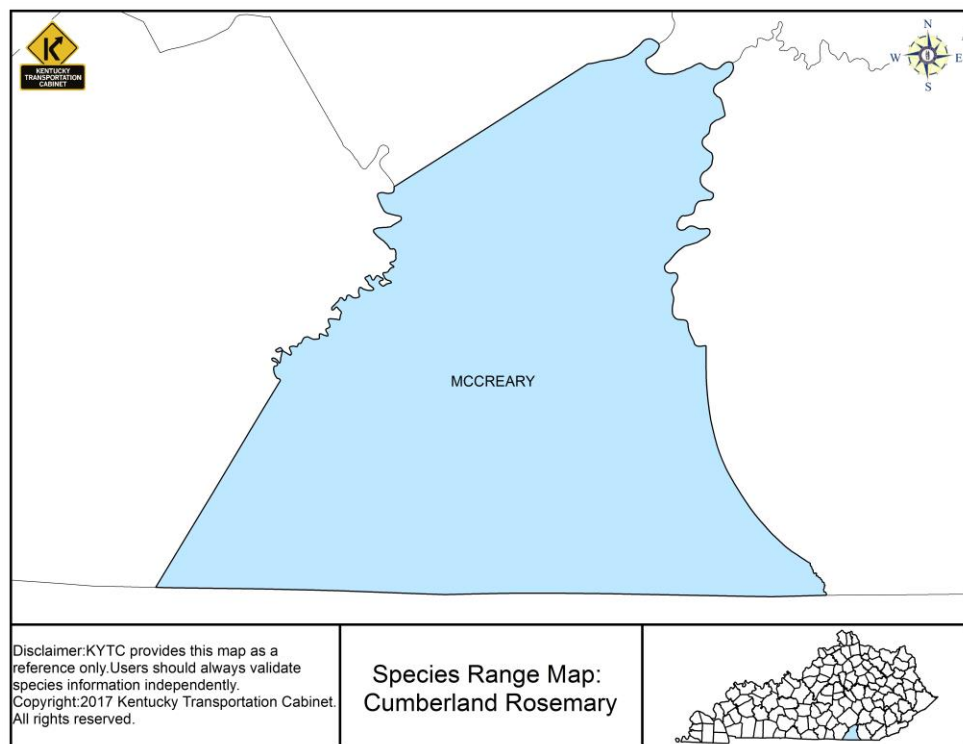 KENTUCKY
TRANSPORTATION
CABINET
N
W E
S
MCCREARY
Disclaimer:KYTC provides this map as a
reference only.Users should always validate
species information independently.
Copyright:2017 Kentucky Transportation Cabinet.
All rights reserved.
Species Range Map:
Cumberland Rosemary